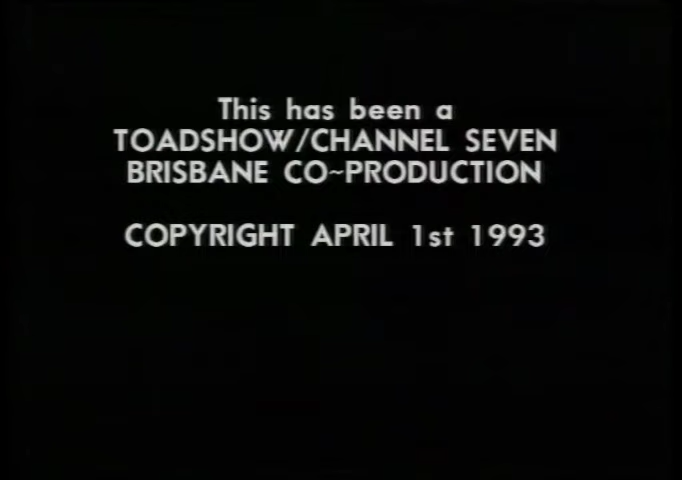 This has been a
TOADSHOW/CHANNEL SEVEN
BRISBANE CO~PRODUCTION
COPYRIGHT APRIL 1st 1993